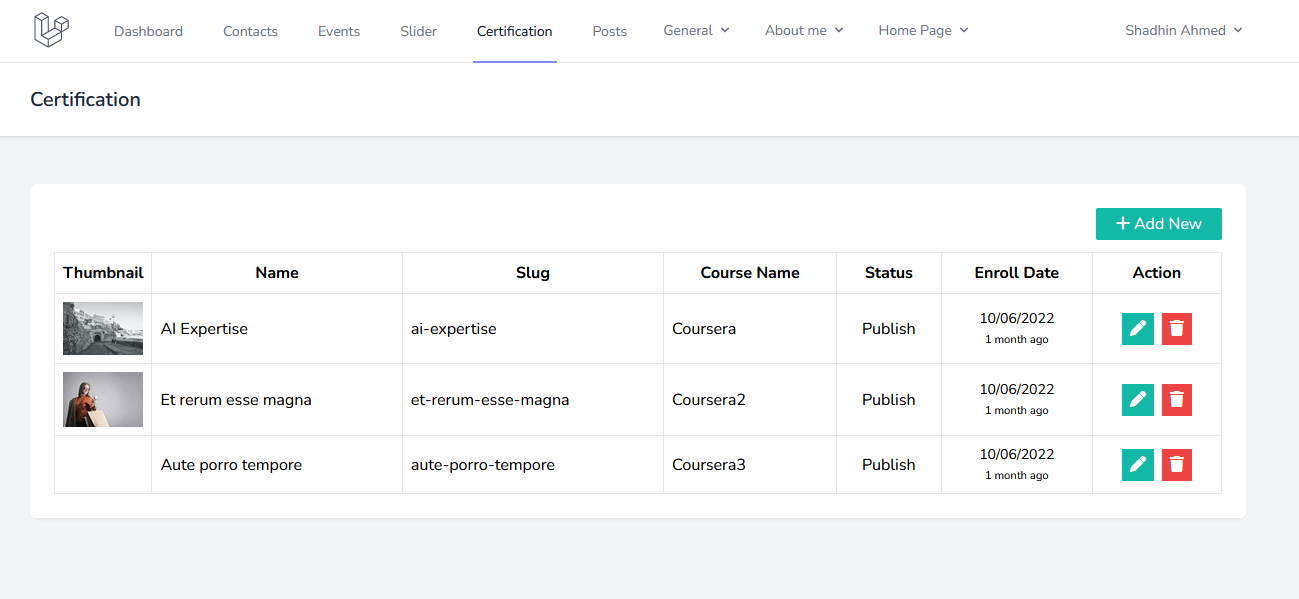 Dashboard Contacts Events Slider Certification Posts General About me Home Page Shadhin Ahmed
Certification
Add New
Thumbnail Name Slug Course Name Status Enroll Date Action
AI Expertise ai-expertise Coursera Publish 10/06/2022
1 month ago
Et rerum esse magna et-rerum-esse-magna Coursera2 Publish 10/06/2022
1 month ago
Aute porro tempore aute-porro-tempore Coursera3 Publish 10/06/2022
1 month ago